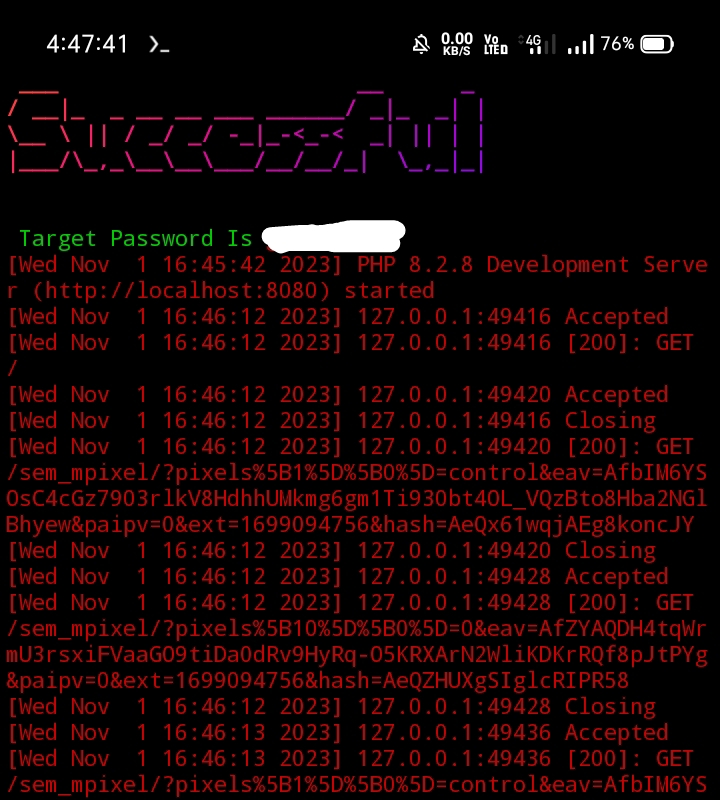 4:47:41 0.00 KB/S Vo LTE 4G 76%
Successful
Target Password Is
[Wed Nov  1 16:45:42 2023] PHP 8.2.8 Development Serve
r (http://localhost:8080) started
[Wed Nov  1 16:46:12 2023] 127.0.0.1:49416 Accepted
[Wed Nov  1 16:46:12 2023] 127.0.0.1:49416 [200]: GET
/
[Wed Nov  1 16:46:12 2023] 127.0.0.1:49420 Accepted
[Wed Nov  1 16:46:12 2023] 127.0.0.1:49416 Closing
[Wed Nov  1 16:46:12 2023] 127.0.0.1:49420 [200]: GET
/sem_mpixel/?pixels%5B1%5D%5B0%5D=control&eav=AfbIM6YS
OsC4cGz7903rlkV8HdhhUMkmg6gm1Ti930bt4OL_VQzBto8Hba2NGl
Bhyew&paipv=0&ext=1699094756&hash=AeQx61wqjAEg8koncJY
[Wed Nov  1 16:46:12 2023] 127.0.0.1:49420 Closing
[Wed Nov  1 16:46:12 2023] 127.0.0.1:49428 Accepted
[Wed Nov  1 16:46:12 2023] 127.0.0.1:49428 [200]: GET
/sem_mpixel/?pixels%5B10%5D%5B0%5D=0&eav=AfZYAQDH4tqWr
mU3rsxiFVaaGO9tiDa0dRv9HyRq-O5KRXArN2WliKDKrRQf8pJtPYg
&paipv=0&ext=1699094756&hash=AeQZHUXgSIglcRIPR58
[Wed Nov  1 16:46:12 2023] 127.0.0.1:49428 Closing
[Wed Nov  1 16:46:13 2023] 127.0.0.1:49436 Accepted
[Wed Nov  1 16:46:13 2023] 127.0.0.1:49436 [200]: GET
/sem_mpixel/?pixels%5B1%5D%5B0%5D=control&eav=AfbIM6YS